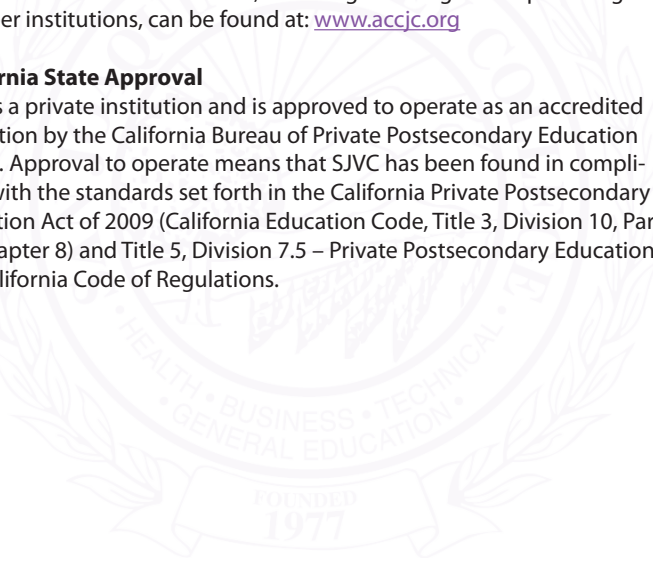 er institutions, can be found at: www.accjc.org
rnia State Approval
s a private institution and is approved to operate as an accredited
tion by the California Bureau of Private Postsecondary Education
. Approval to operate means that SJVC has been found in compli-
with the standards set forth in the California Private Postsecondary
tion Act of 2009 (California Education Code, Title 3, Division 10, Par
apter 8) and Title 5, Division 7.5 – Private Postsecondary Education
lifornia Code of Regulations.
• HEALTH • BUSINESS • TECHNICAL •
• GENERAL EDUCATION •
FOUNDED
1977